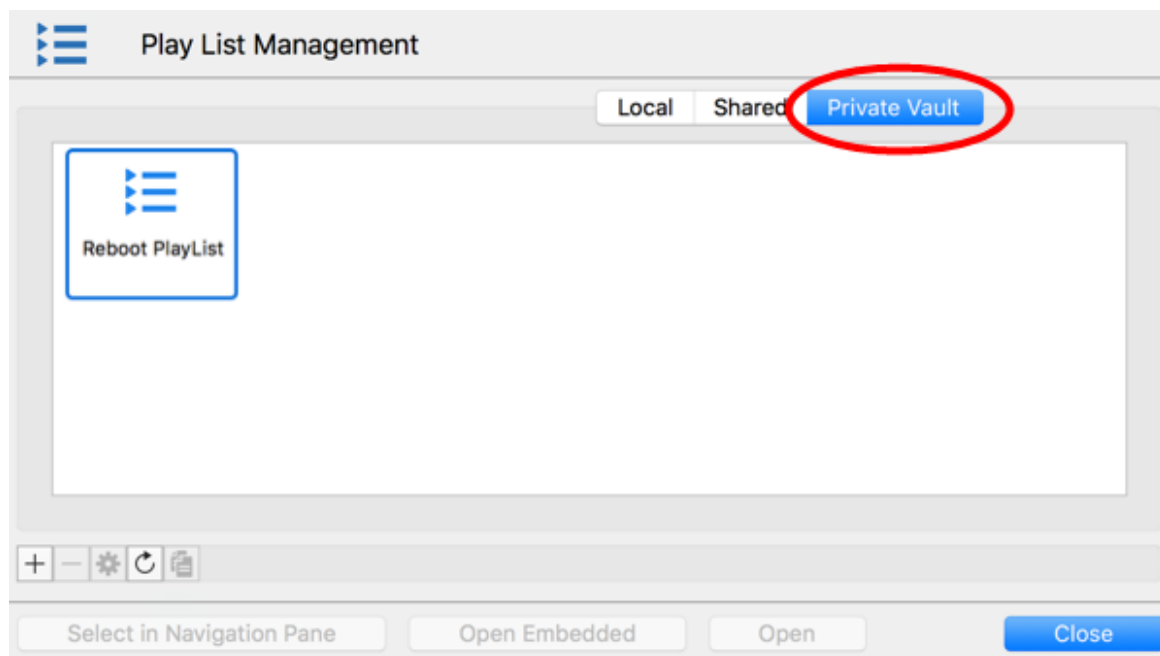 Play List Management
Local Shared Private Vault
Reboot PlayList
Select in Navigation Pane Open Embedded Open Close